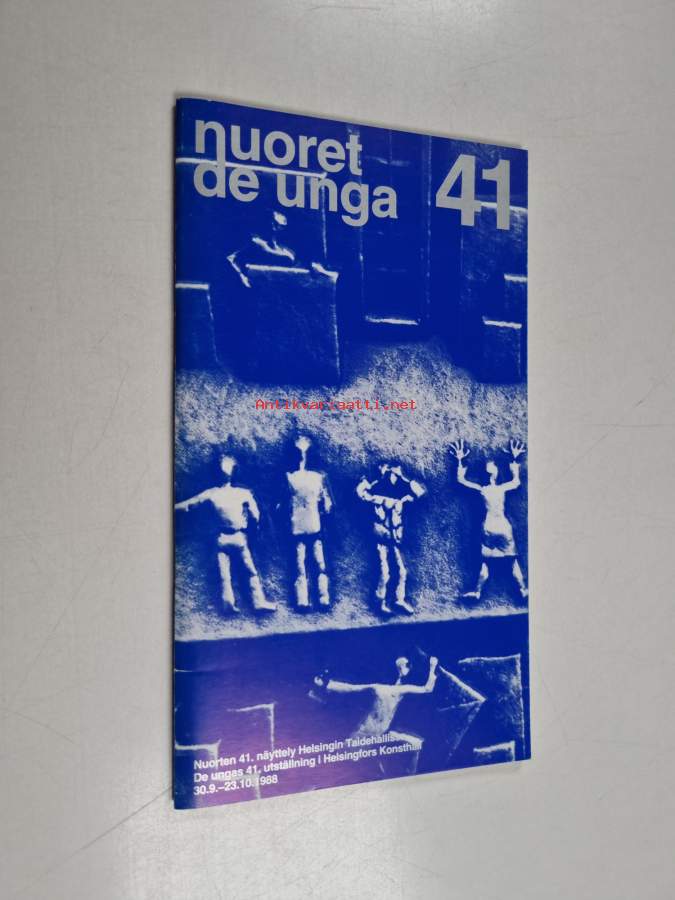 nuoret
de unga 41
Antikvariaatti.net
Nuorten 41. näyttely Helsingin Taidehallissa
De ungas 41. utställning i Helsingfors Konsthall
30.9.–23.10.1988